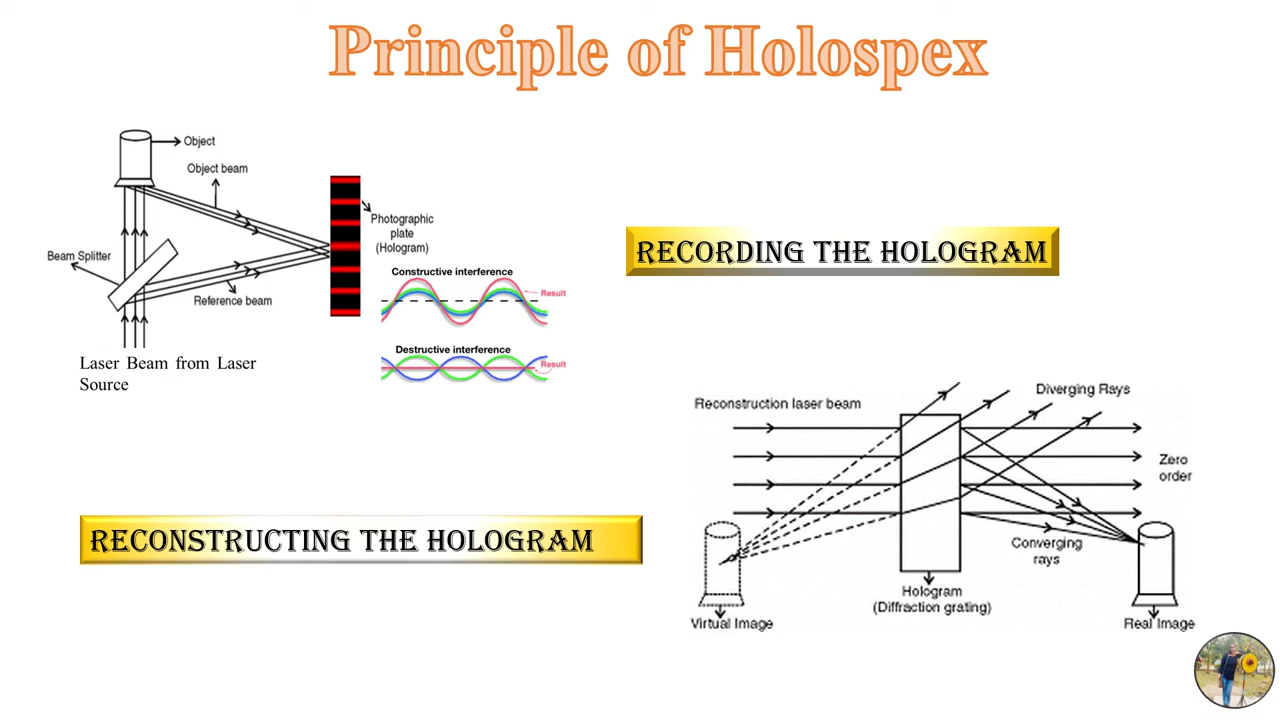 Principle of Holospex
Object
Object beam
Photographic
plate
(Hologram)
Beam Splitter
Reference beam
Constructive interference
Result
Destructive interference
Result
Laser Beam from Laser
Source
RECORDING THE HOLOGRAM
RECONSTRUCTING THE HOLOGRAM
Reconstruction laser beam
Diverging Rays
Zero
order
Converging
rays
Hologram
(Diffraction grating)
Virtual Image
Real Image